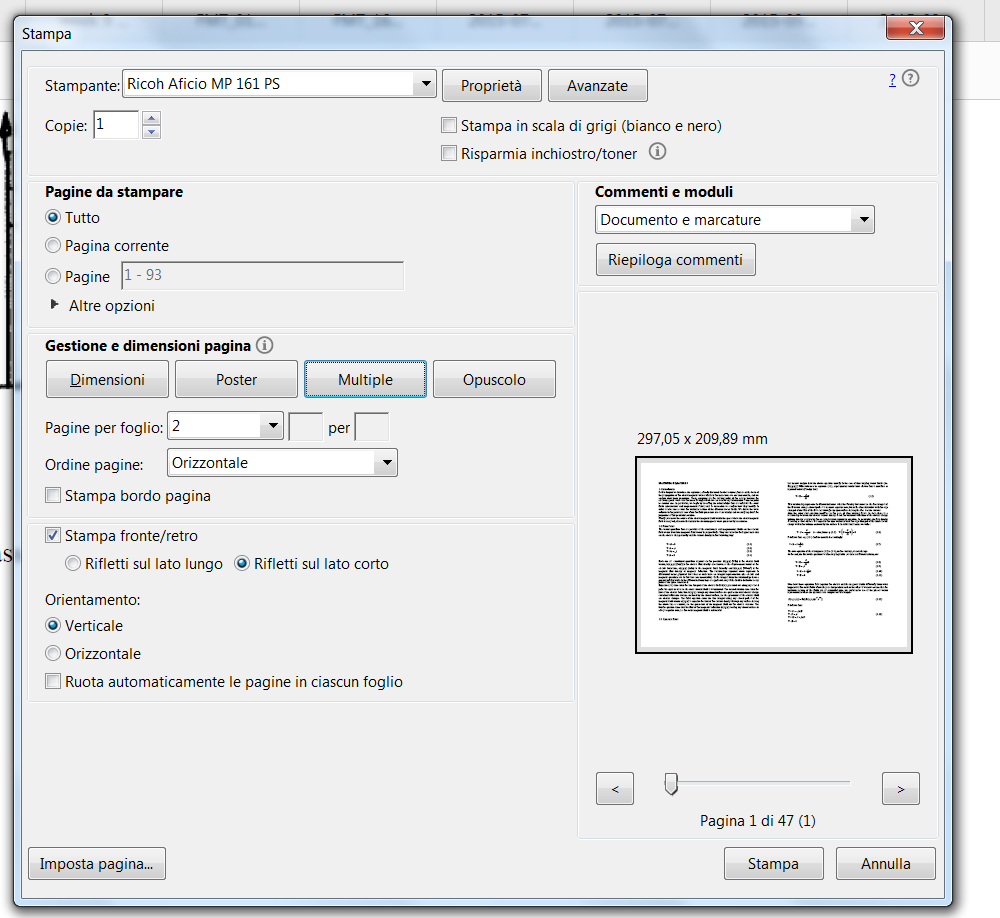 Stampa
Stampante: Ricoh Aficio MP 161 PS Proprietà Avanzate ?
Copie: 1
Stampa in scala di grigi (bianco e nero)
Risparmia inchiostro/toner
Pagine da stampare
Tutto
Pagina corrente
Pagine 1 - 93
Altre opzioni
Commenti e moduli
Documento e marcature
Riepiloga commenti
Gestione e dimensioni pagina
Dimensioni Poster Multiple Opuscolo
Pagine per foglio: 2 per
Ordine pagine: Orizzontale
Stampa bordo pagina
Stampa fronte/retro
Rifletti sul lato lungo Rifletti sul lato corto
Orientamento:
Verticale
Orizzontale
Ruota automaticamente le pagine in ciascun foglio
297,05 x 209,89 mm
< >
Pagina 1 di 47 (1)
Imposta pagina... Stampa Annulla